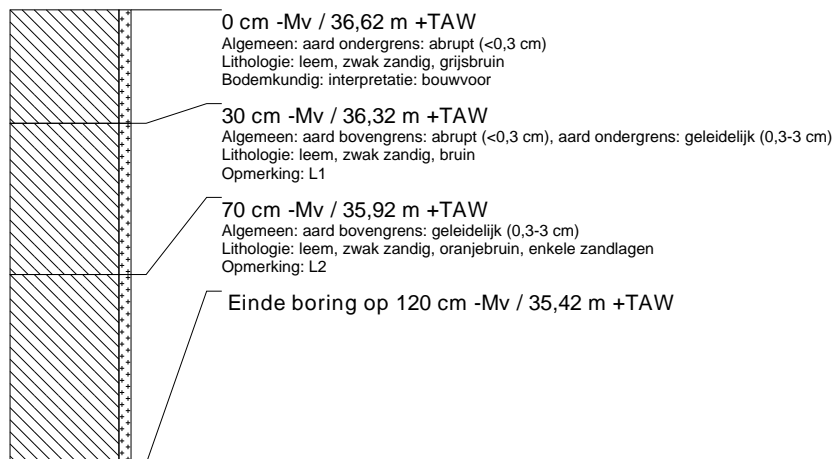 0 cm -Mv / 36,62 m +TAW
Algemeen: aard ondergrens: abrupt (<0,3 cm)
Lithologie: leem, zwak zandig, grijsbruin
Bodemkundig: interpretatie: bouwvoor
30 cm -Mv / 36,32 m +TAW
Algemeen: aard bovengrens: abrupt (<0,3 cm), aard ondergrens: geleidelijk (0,3-3 cm)
Lithologie: leem, zwak zandig, bruin
Opmerking: L1
70 cm -Mv / 35,92 m +TAW
Algemeen: aard bovengrens: geleidelijk (0,3-3 cm)
Lithologie: leem, zwak zandig, oranjebruin, enkele zandlagen
Opmerking: L2
Einde boring op 120 cm -Mv / 35,42 m +TAW